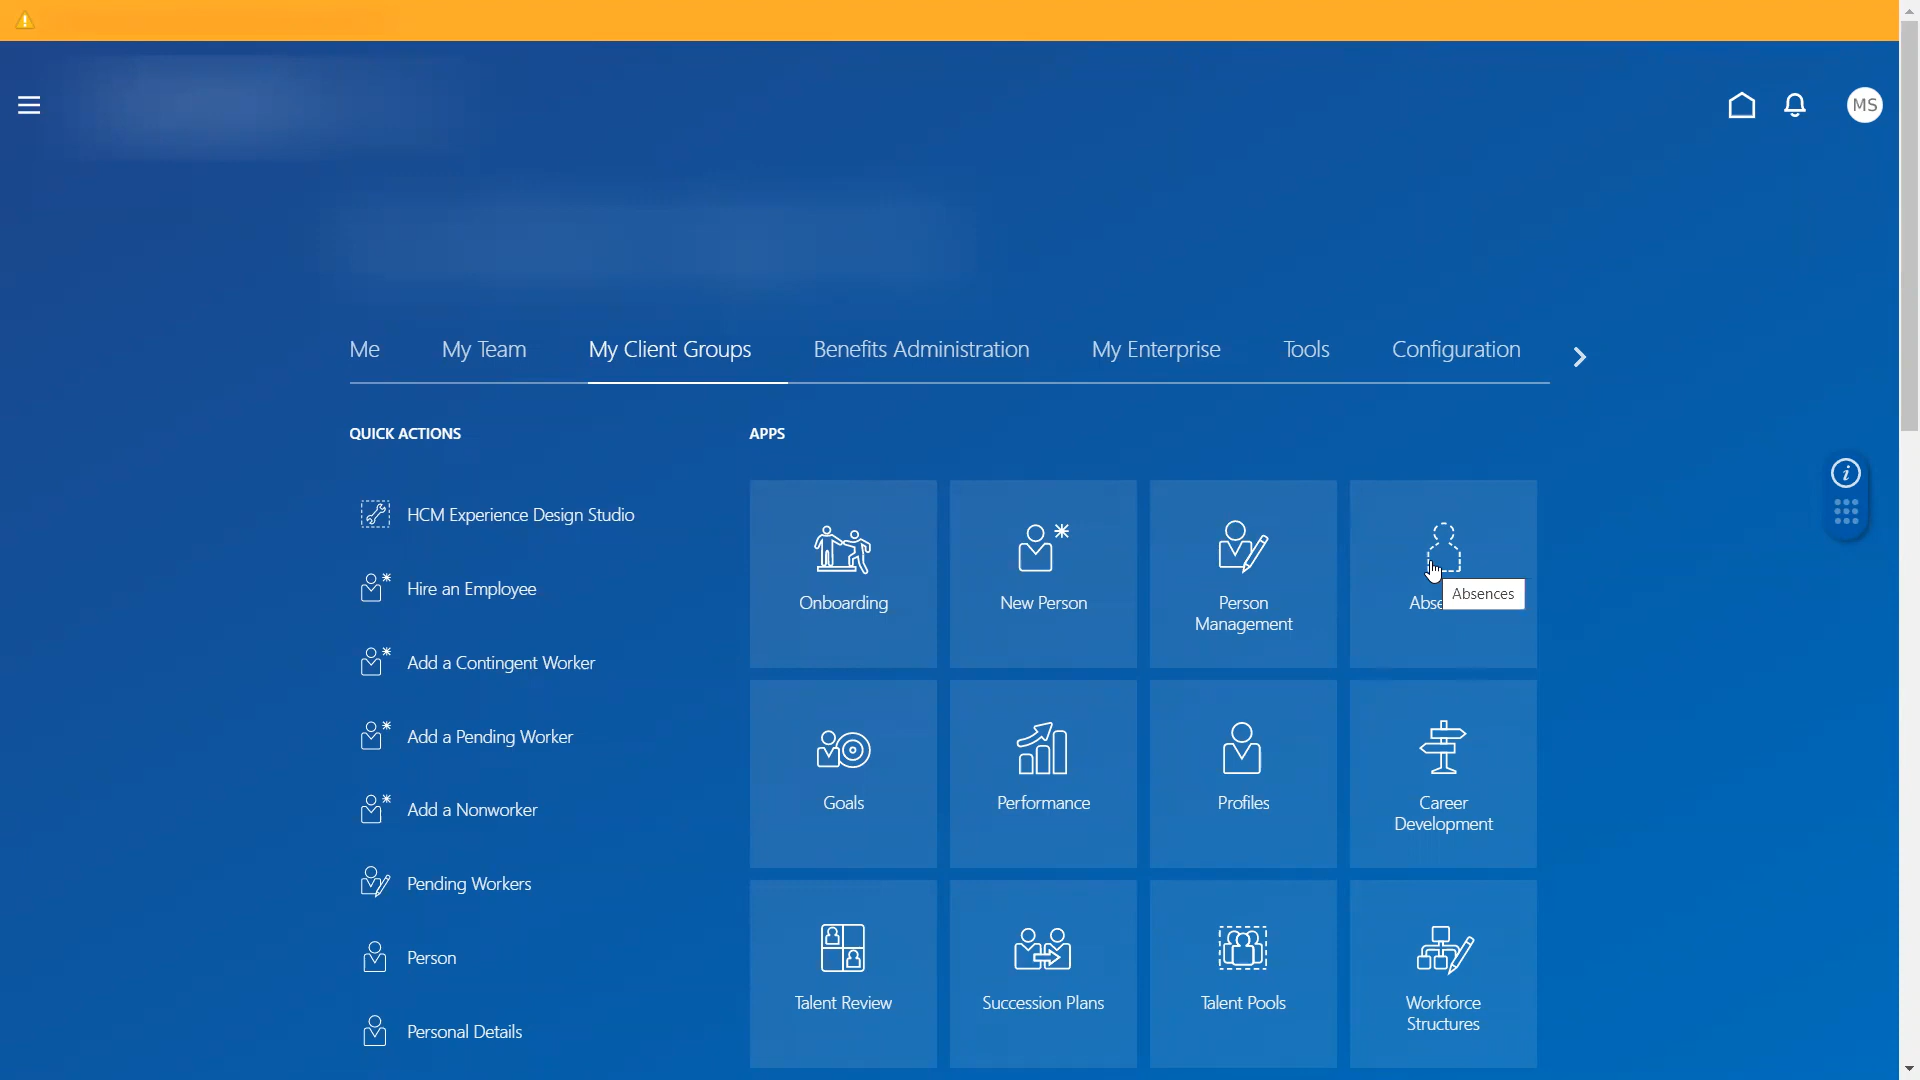 MS
Me
My Team
My Client Groups
Benefits Administration
My Enterprise
Tools
Configuration
QUICK ACTIONS
HCM Experience Design Studio
Hire an Employee
Add a Contingent Worker
Add a Pending Worker
Add a Nonworker
Pending Workers
Person
Personal Details
APPS
Onboarding
New Person
Person
Management
Abse
Absences
Goals
Performance
Profiles
Career
Development
Talent Review
Succession Plans
Talent Pools
Workforce
Structures